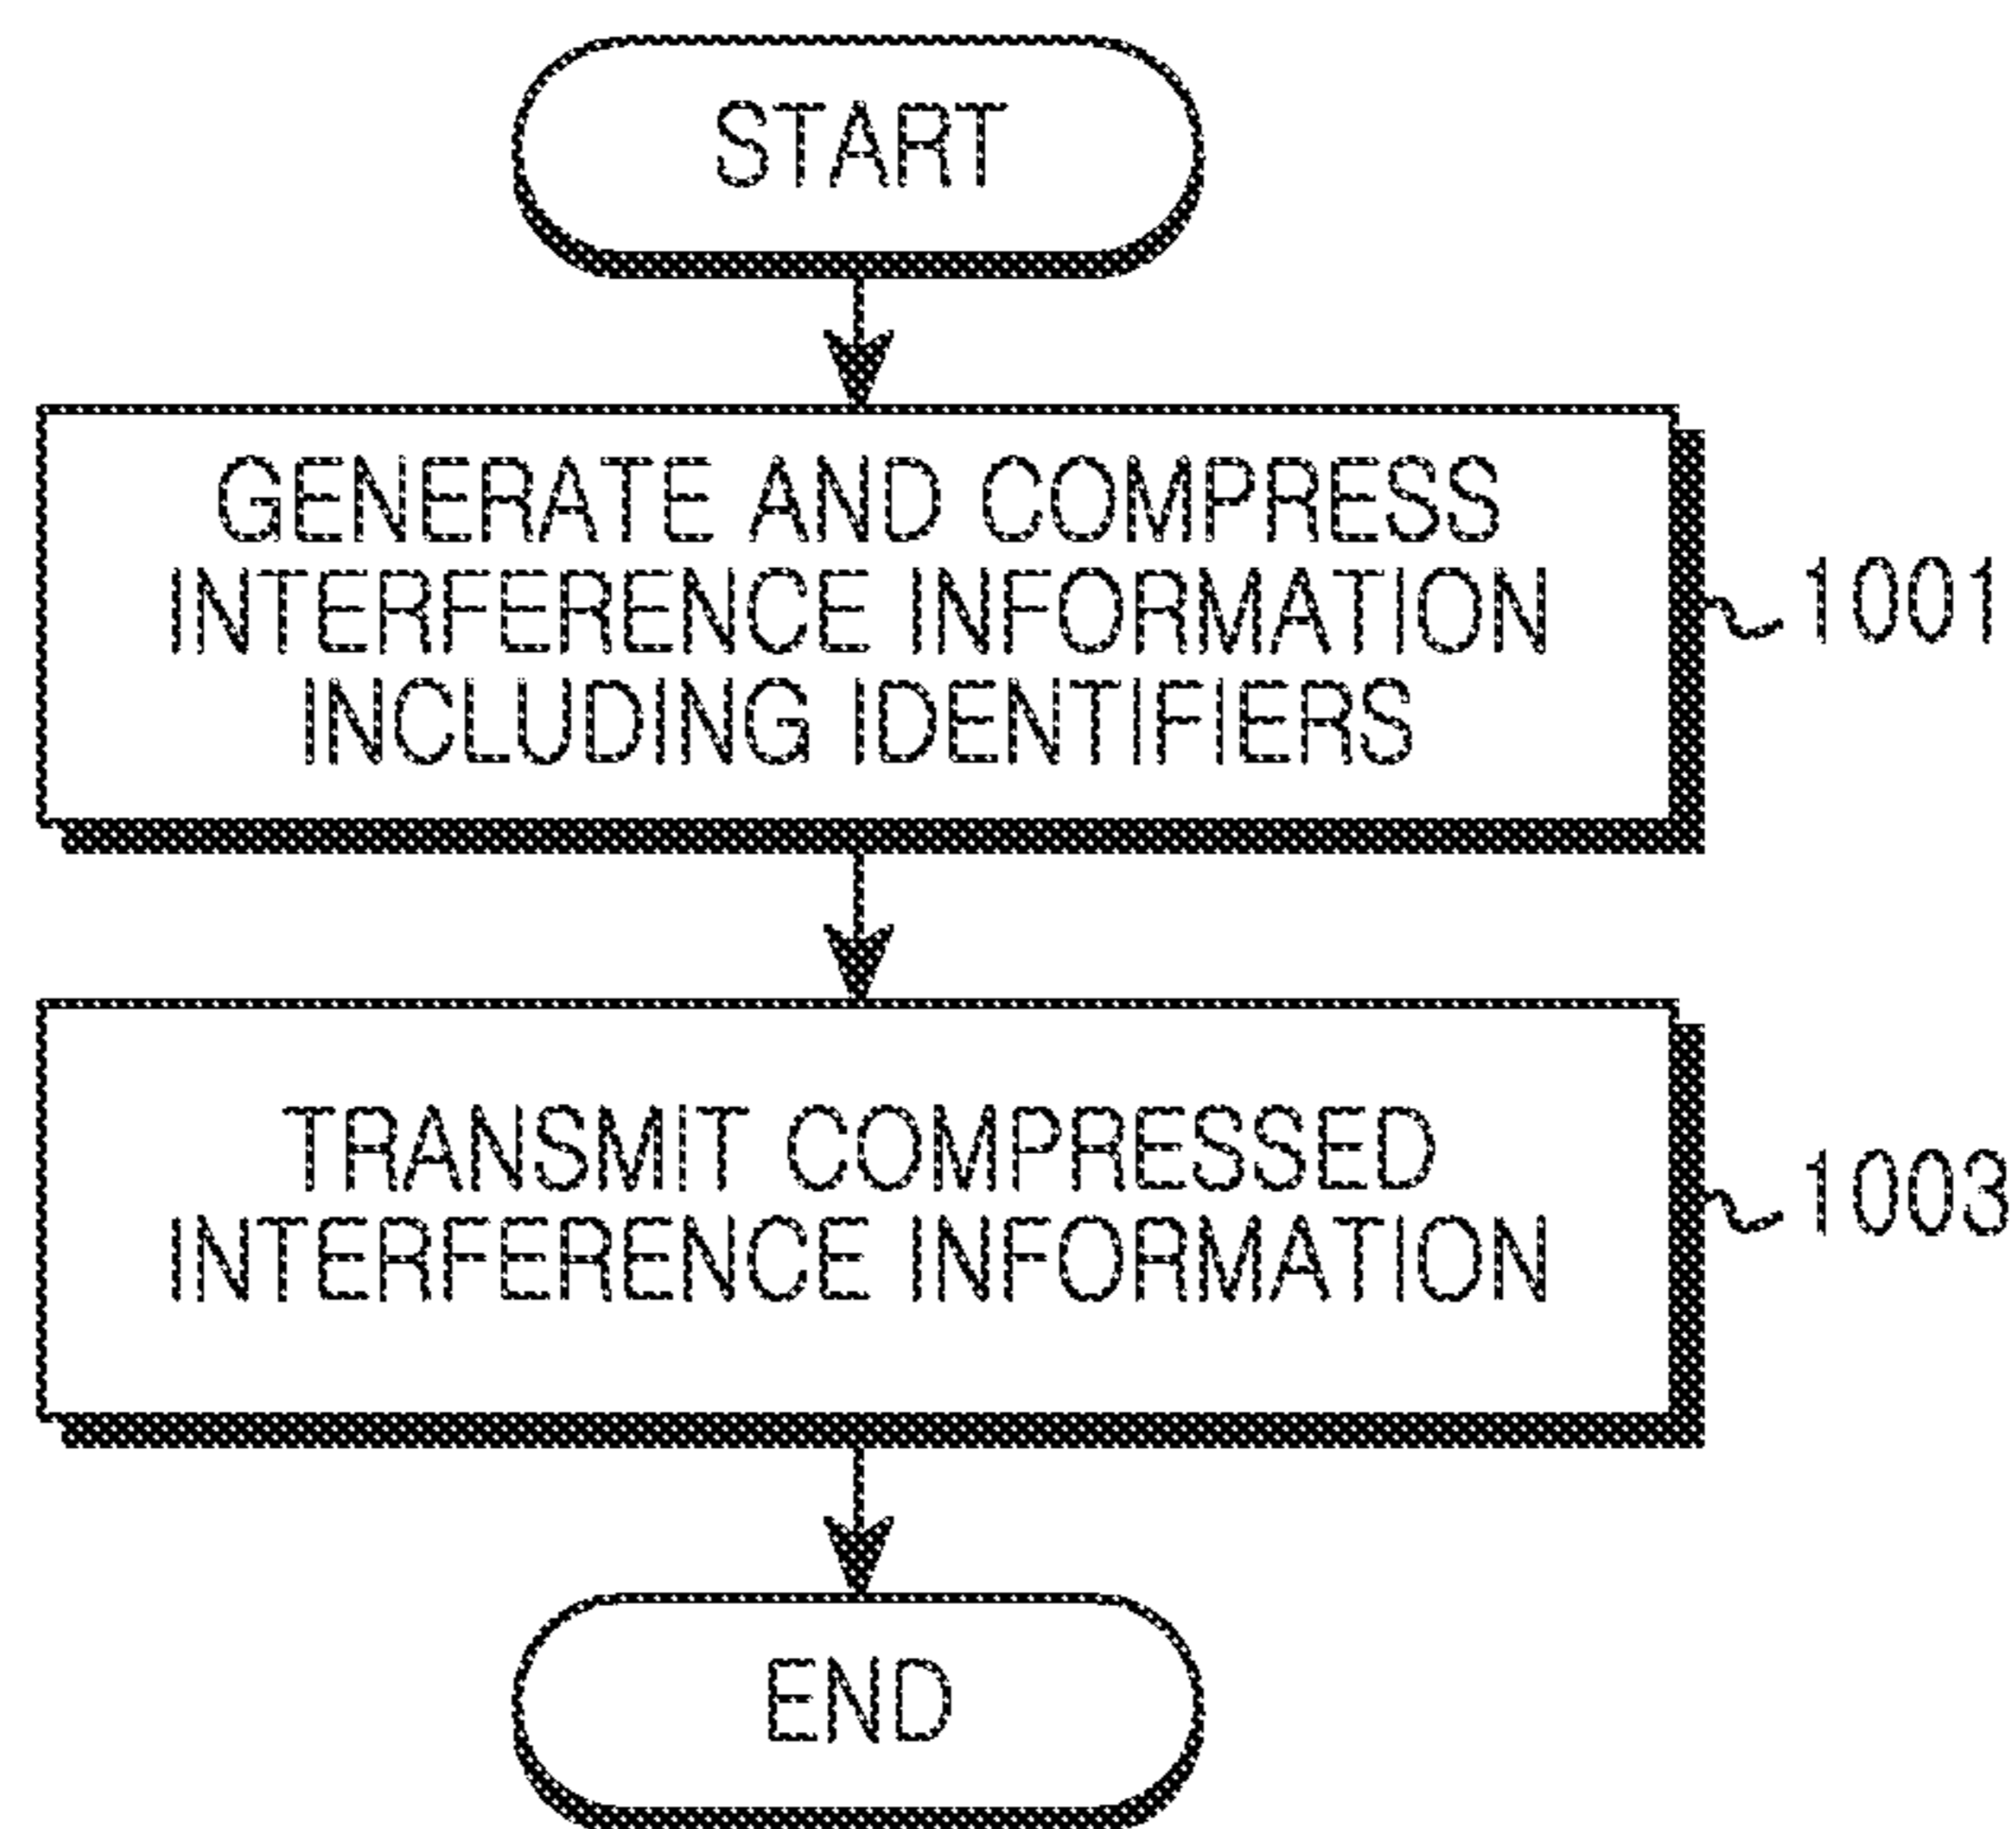 START
GENERATE AND COMPRESS
INTERFERENCE INFORMATION
INCLUDING IDENTIFIERS
1001
TRANSMIT COMPRESSED
INTERFERENCE INFORMATION
1003
END